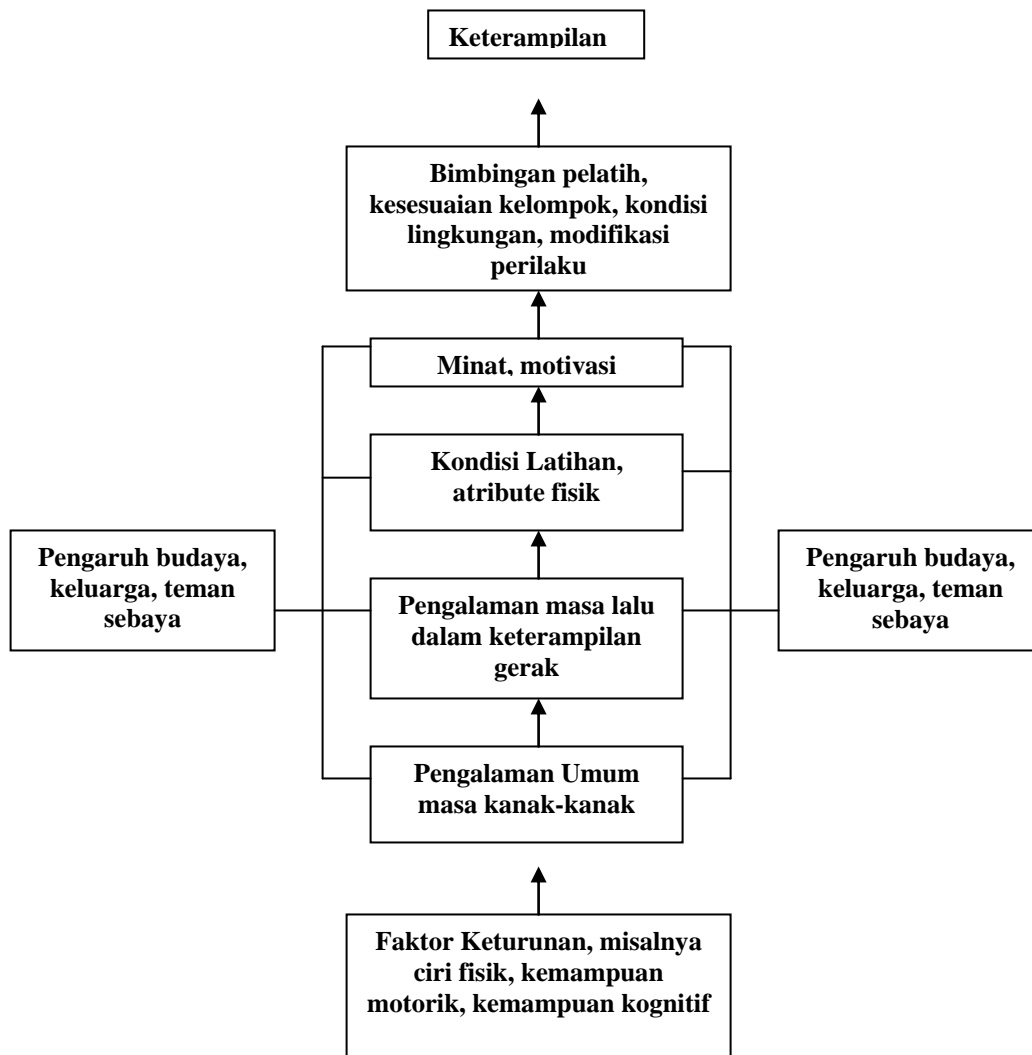 Keterampilan
Bimbingan pelatih,
kesesuaian kelompok, kondisi
lingkungan, modifikasi
perilaku
Minat, motivasi
Kondisi Latihan,
atribute fisik
Pengaruh budaya,
keluarga, teman
sebaya
Pengalaman masa lalu
dalam keterampilan
gerak
Pengaruh budaya,
keluarga, teman
sebaya
Pengalaman Umum
masa kanak-kanak
Faktor Keturunan, misalnya
ciri fisik, kemampuan
motorik, kemampuan kognitif